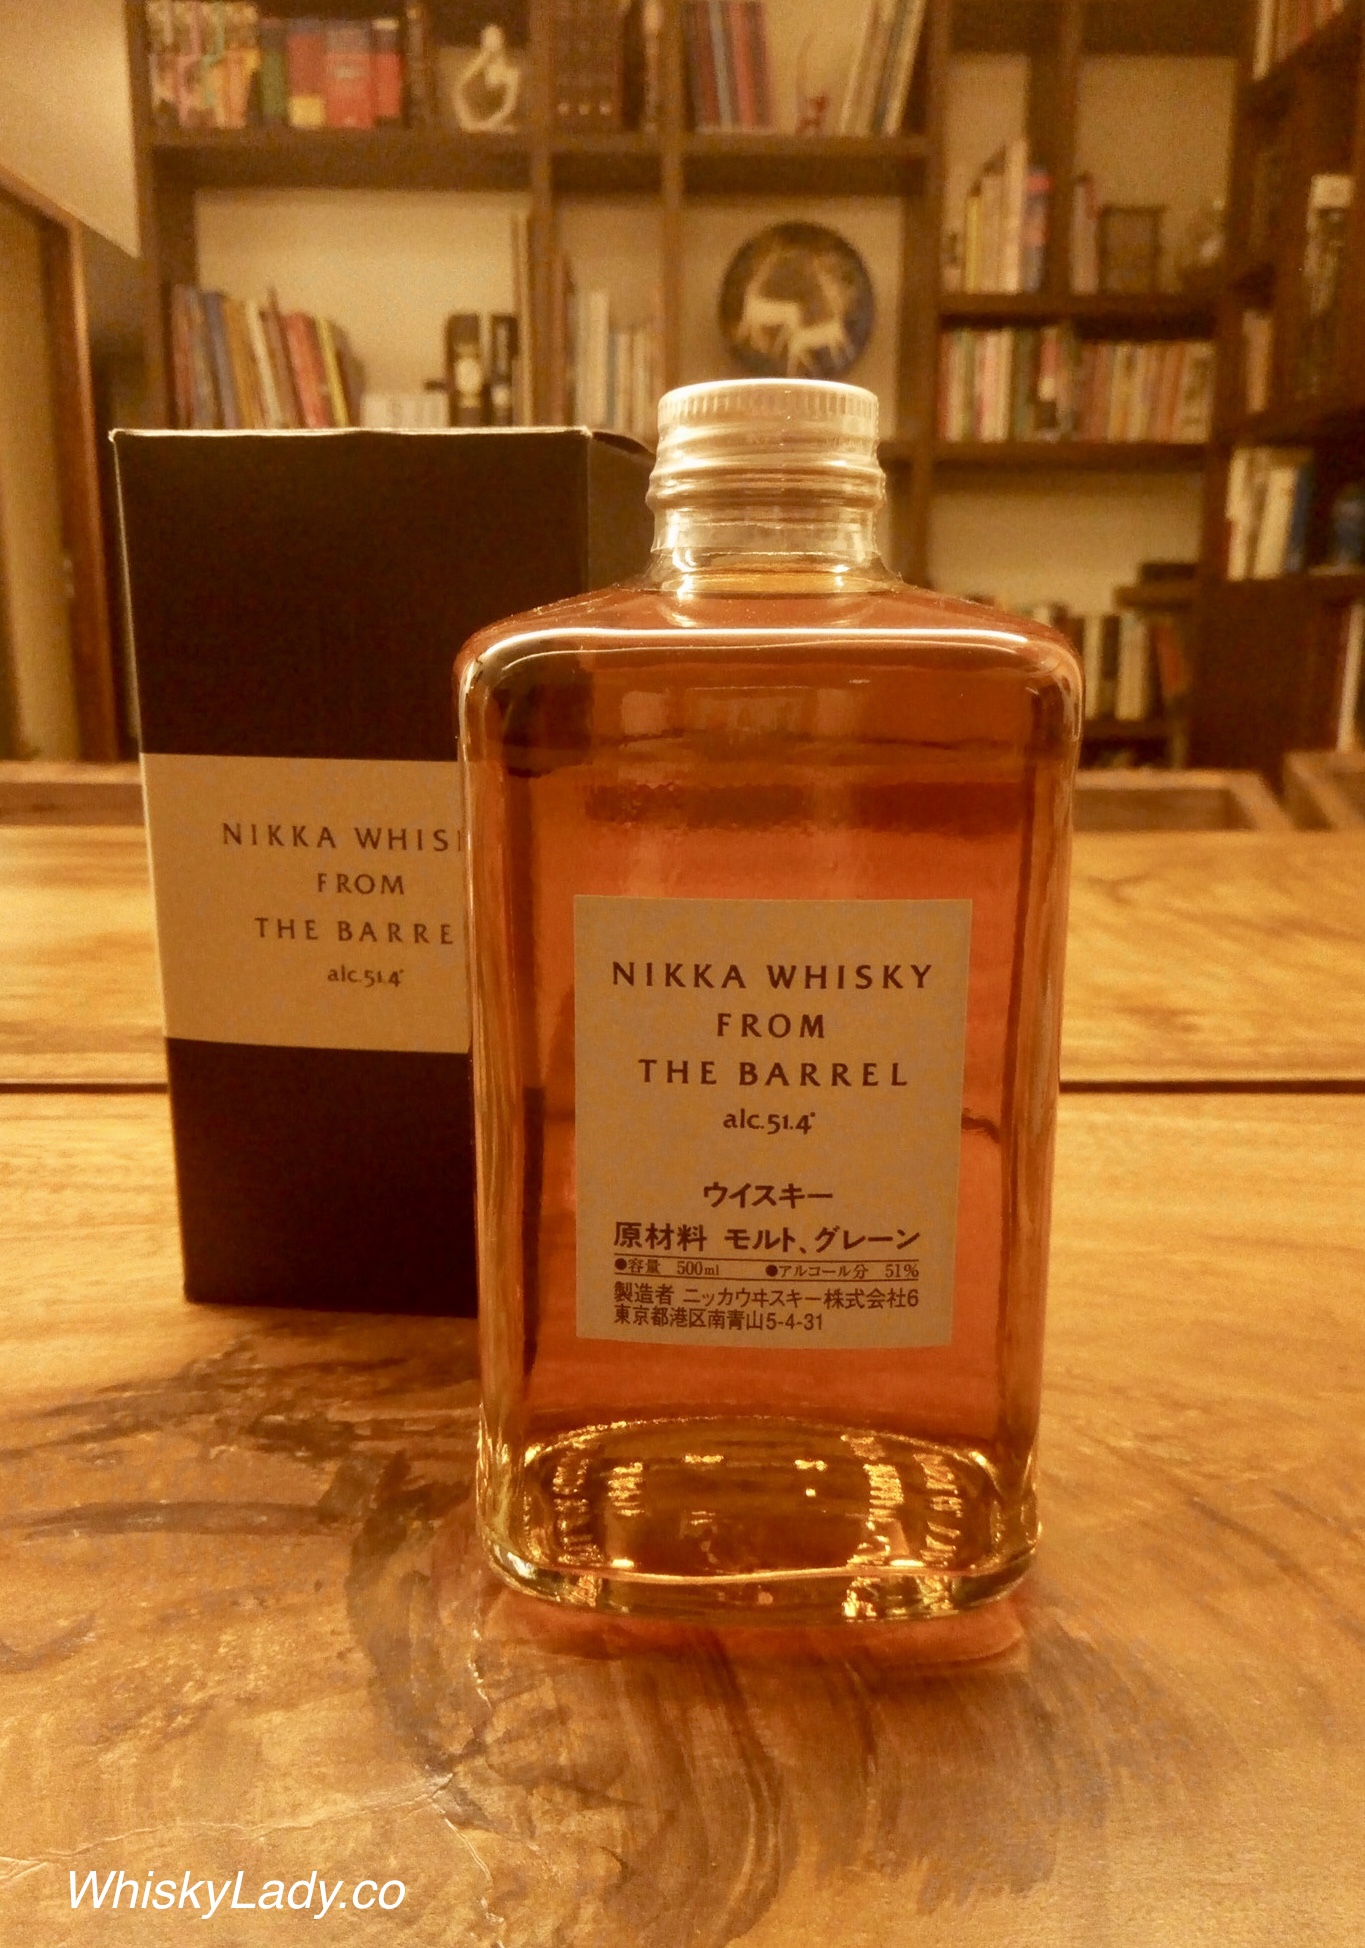 NIKKA WHIS
FROM
THE BARRE
alc.51.4°
NIKKA WHISKY
FROM
THE BARREL
alc.51.4°
ウイスキー
原材料 モルト、グレーン
●容量 500ml ●アルコール分 51%
製造者 ニッカウヰスキー株式会社6
東京都港区南青山5-4-31
WhiskyLady.co